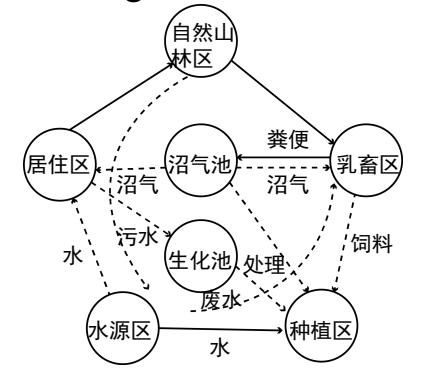 自然山
林区
粪便
居住区
沼气池
乳畜区
沼气
沼气
污水
水
生化池
处理
饲料
废水
水源区
种植区
水